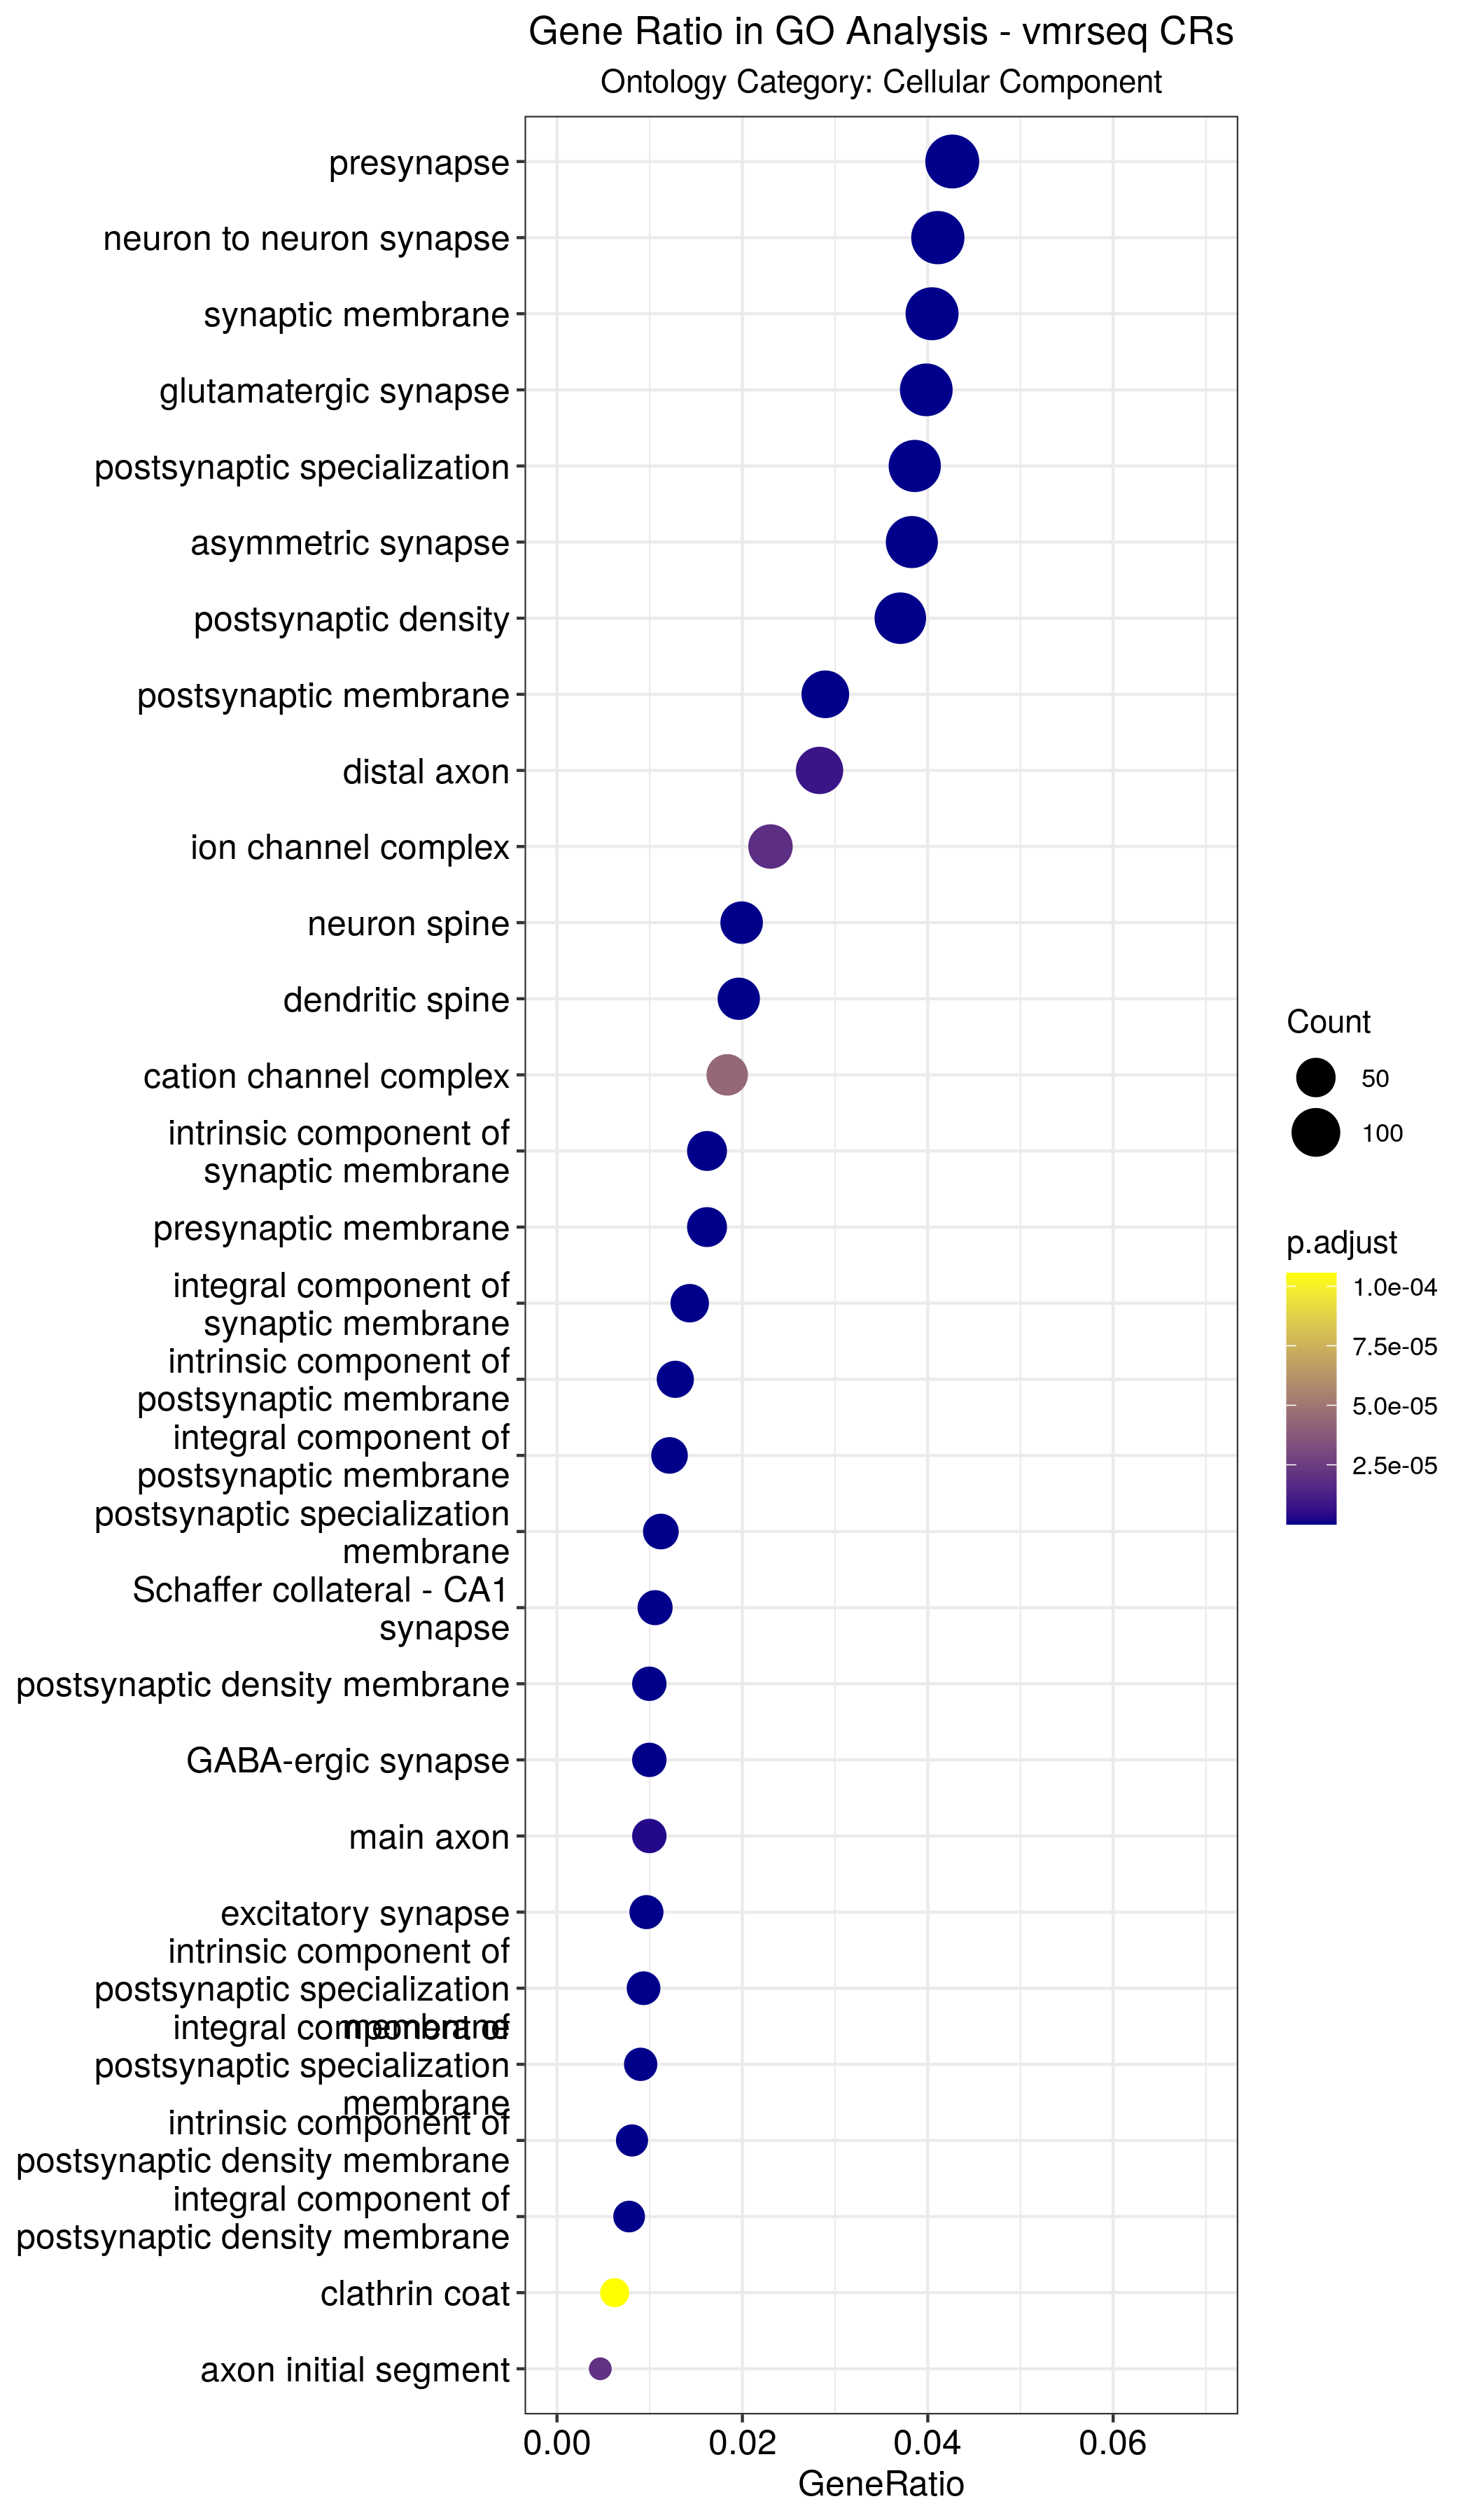 Gene Ratio in GO Analysis - vmrseq CRs
Ontology Category: Cellular Component
presynapse
neuron to neuron synapse
synaptic membrane
glutamatergic synapse
postsynaptic specialization
asymmetric synapse
postsynaptic density
postsynaptic membrane
distal axon
ion channel complex
neuron spine
dendritic spine
cation channel complex
intrinsic component of
synaptic membrane
presynaptic membrane
integral component of
synaptic membrane
intrinsic component of
postsynaptic membrane
integral component of
postsynaptic membrane
postsynaptic specialization
membrane
Schaffer collateral - CA1
synapse
postsynaptic density membrane
GABA-ergic synapse
main axon
excitatory synapse
intrinsic component of
postsynaptic specialization
membrane
integral component of
postsynaptic specialization
membrane
intrinsic component of
postsynaptic density membrane
integral component of
postsynaptic density membrane
clathrin coat
axon initial segment
0.00 0.02 0.04 0.06
GeneRatio
Count
50
100
p.adjust
1.0e-04
7.5e-05
5.0e-05
2.5e-05